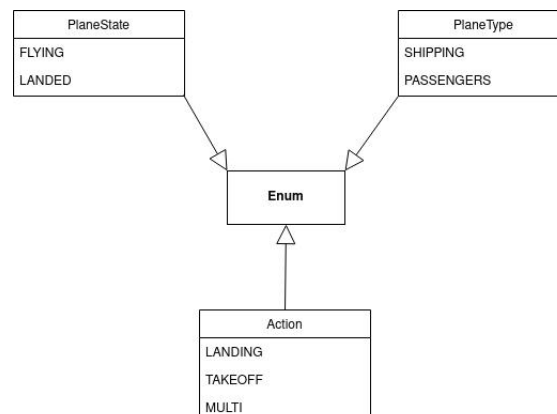 PlaneState
FLYING
LANDED
PlaneType
SHIPPING
PASSENGERS
Enum
Action
LANDING
TAKEOFF
MULTI